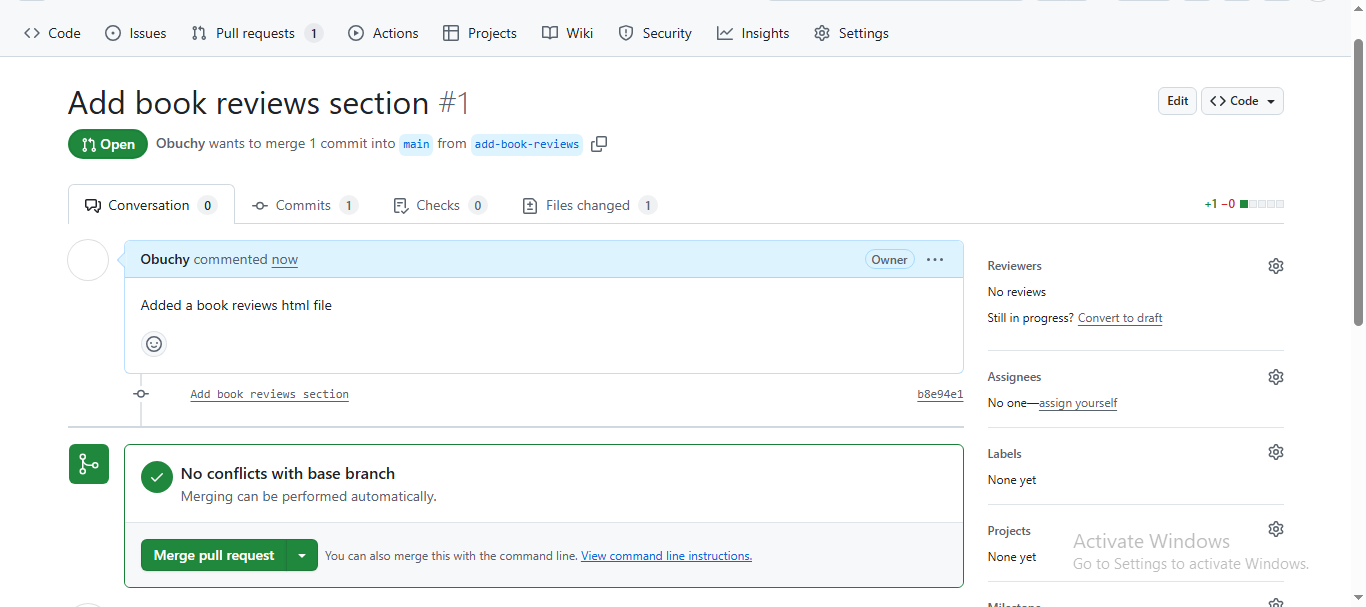 Code Issues Pull requests 1 Actions Projects Wiki Security Insights Settings
Add book reviews section #1
Edit
Code
Open
Obuchy wants to merge 1 commit into main from add-book-reviews
Conversation 0
Commits 1
Checks 0
Files changed 1
+1 −0
Obuchy commented now
Owner
Added a book reviews html file
Add book reviews section
b8e94e1
No conflicts with base branch
Merging can be performed automatically.
Merge pull request
You can also merge this with the command line. View command line instructions.
Reviewers
No reviews
Still in progress? Convert to draft
Assignees
No one—assign yourself
Labels
None yet
Projects
None yet
Activate Windows
Go to Settings to activate Windows.
Milestone